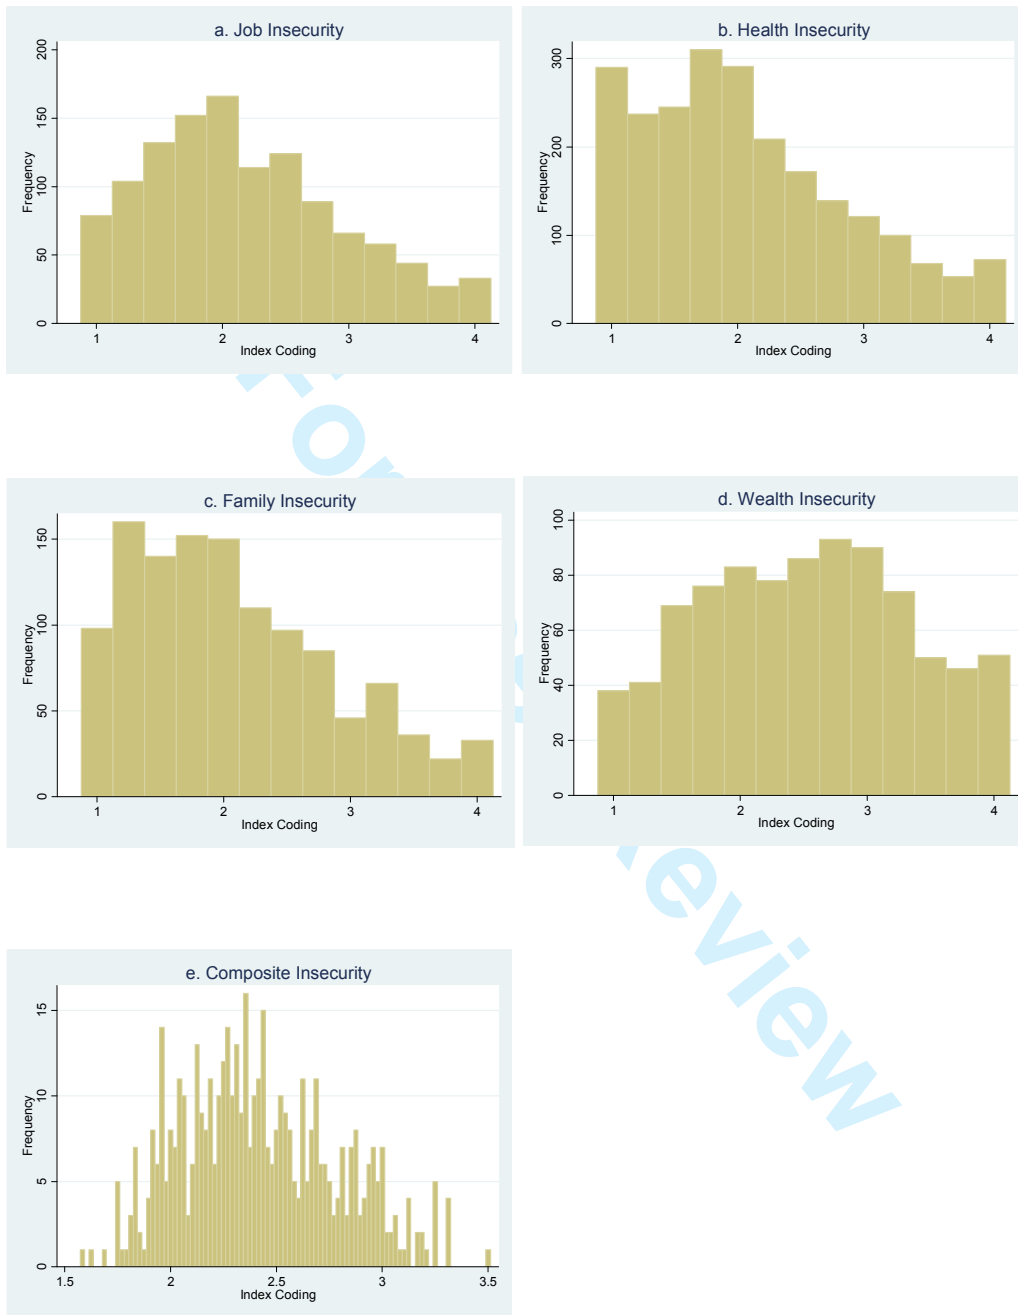 a. Job Insecurity
Frequency
0
50
100
150
200
1 2 3 4
Index Coding
b. Health Insecurity
Frequency
0
100
200
300
1 2 3 4
Index Coding
c. Family Insecurity
Frequency
0
50
100
150
1 2 3 4
Index Coding
d. Wealth Insecurity
Frequency
0
20
40
60
80
100
1 2 3 4
Index Coding
e. Composite Insecurity
Frequency
0
5
10
15
1.5 2 2.5 3 3.5
Index Coding
For
Review